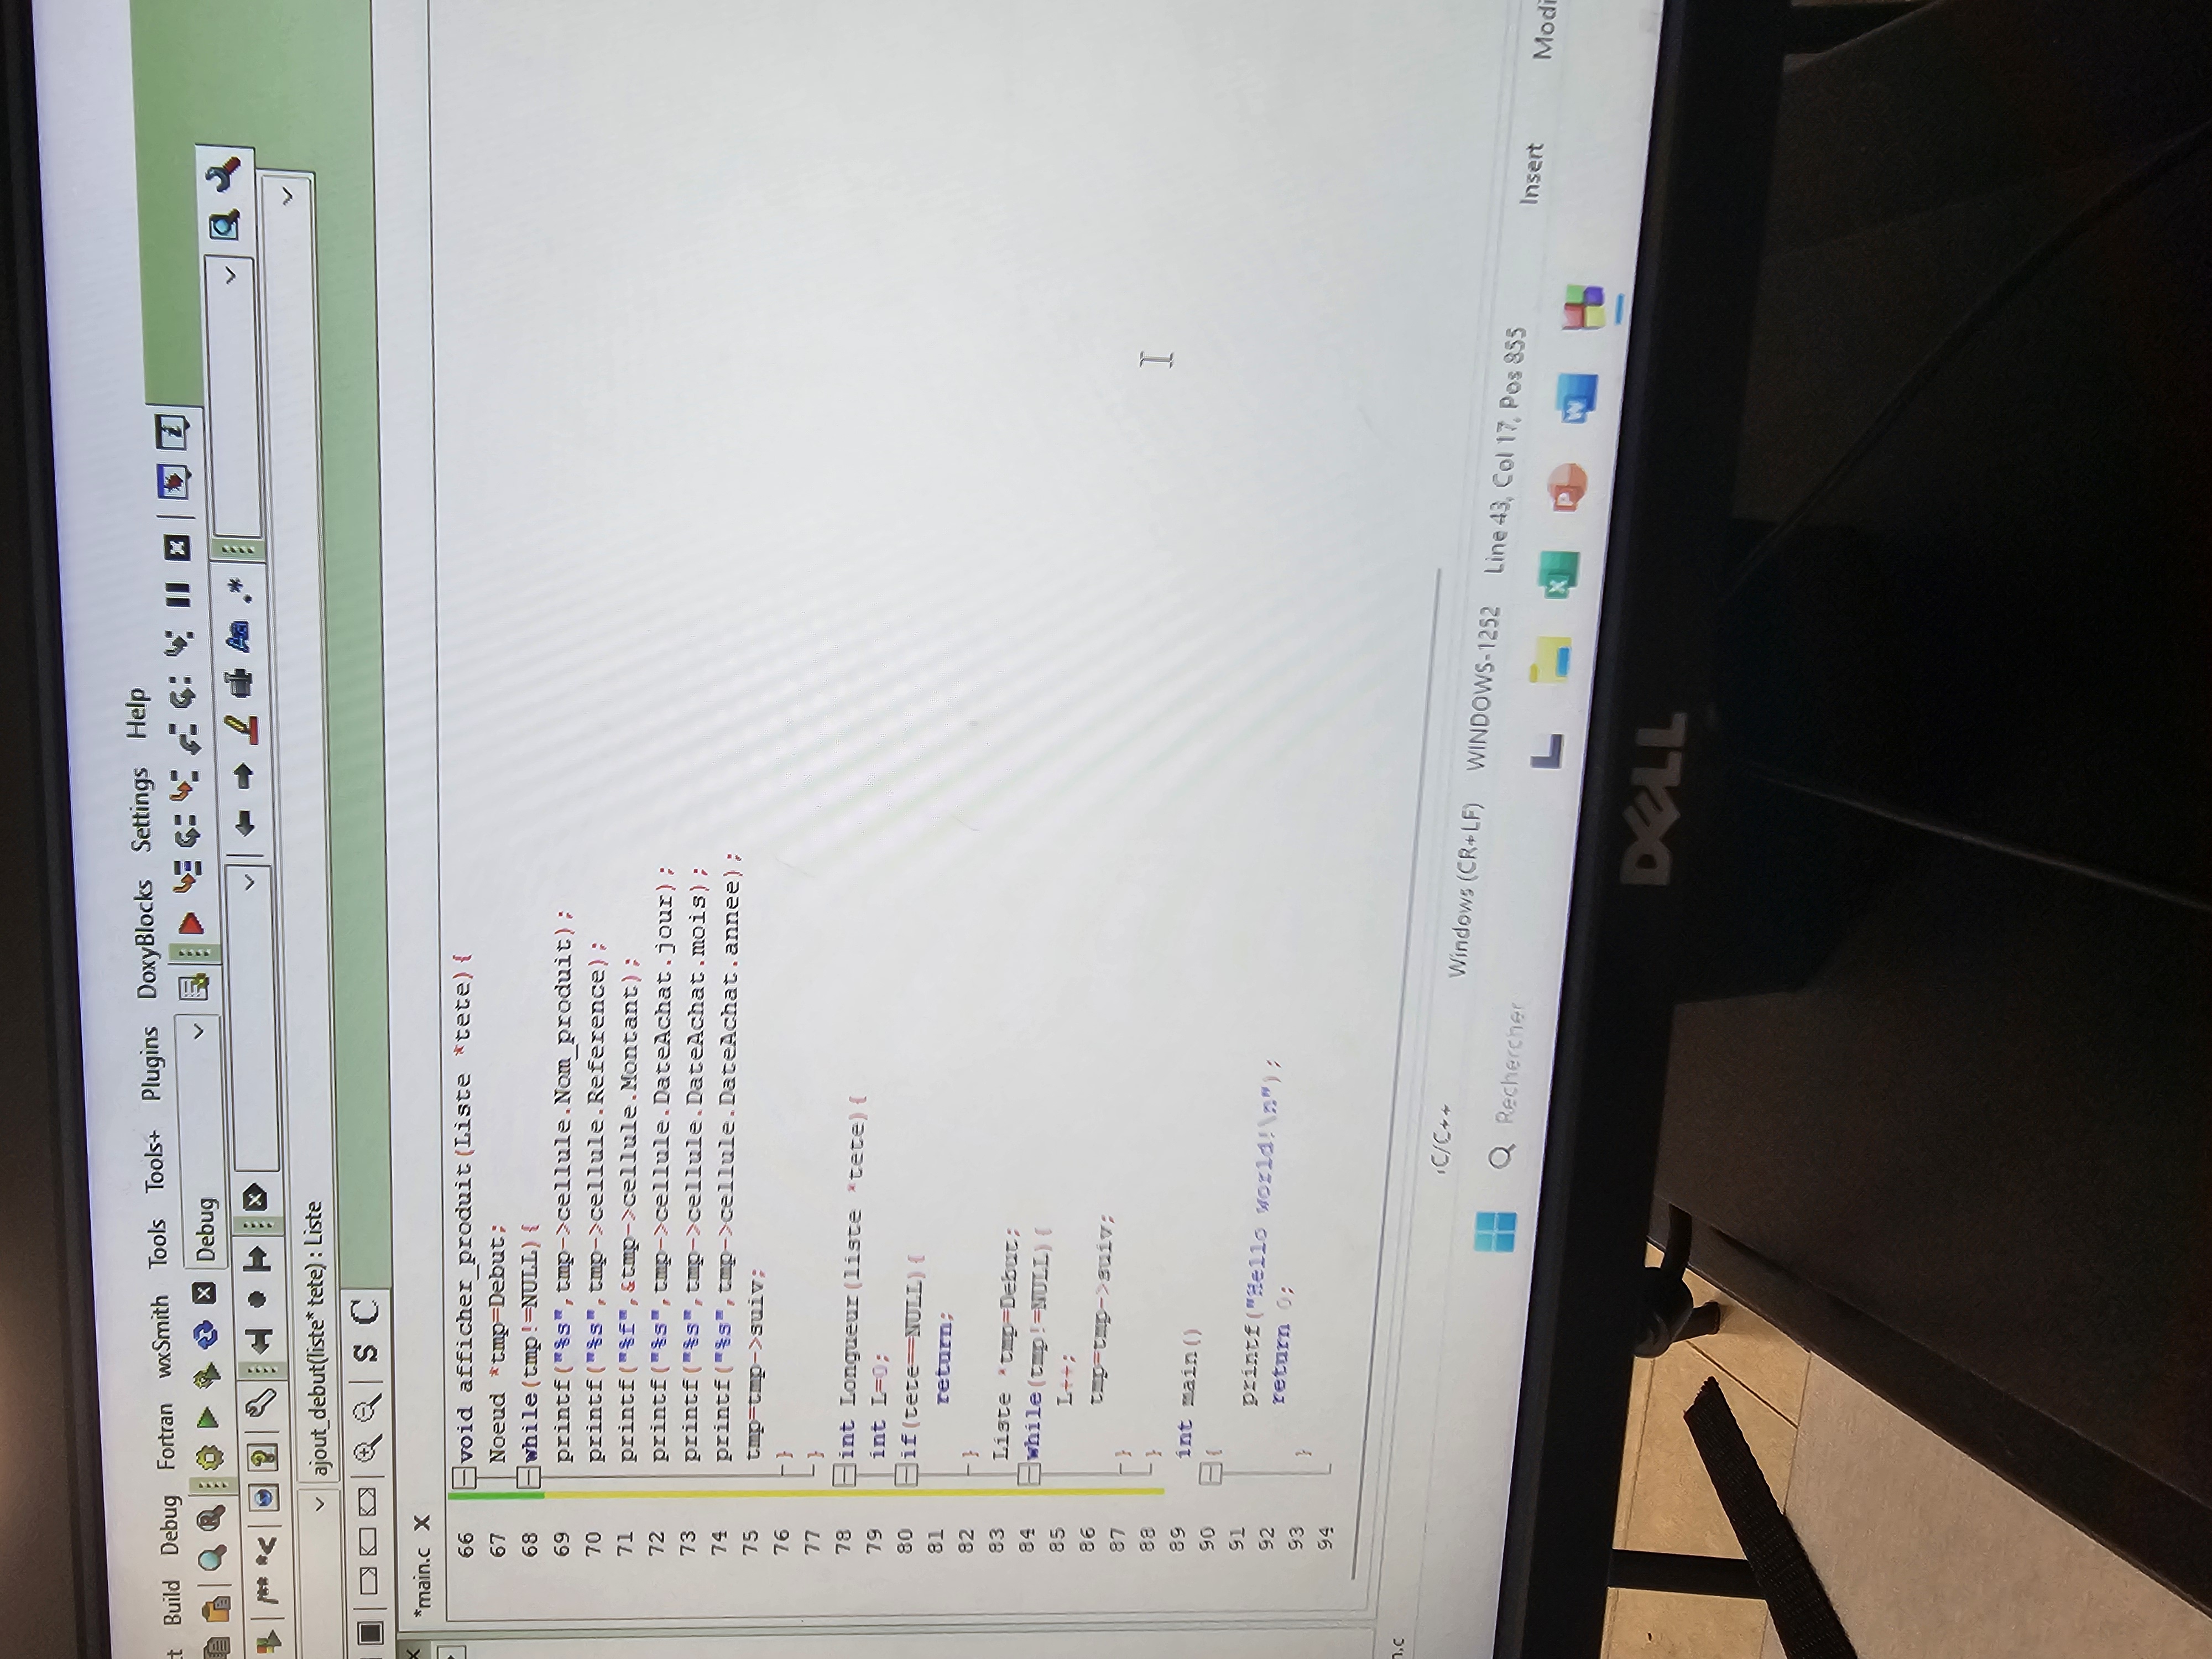 Build Debug Fortran wxSmith Tools Tools+ Plugins DoxyBlocks Settings Help
Debug
ajout_debut(liste* tete) : Liste
S C
*main.c X
66 void afficher_produit(Liste *tete){
67 Noeud *tmp=Debut;
68 while(tmp!=NULL){
69 printf("%s",tmp->cellule.Nom_produit);
70 printf("%s",tmp->cellule.Reference);
71 printf("%f",&tmp->cellule.Montant);
72 printf("%s",tmp->cellule.DateAchat.jour);
73 printf("%s",tmp->cellule.DateAchat.mois);
74 printf("%s",tmp->cellule.DateAchat.annee);
75 tmp=tmp->suiv;
76 }
77 }
78 int Longueur(liste *tete){
79 int L=0;
80 if(tete==NULL){
81 return;
82 }
83 Liste *tmp=Debut;
84 while(tmp!=NULL){
85 L++;
86 tmp=tmp->suiv;
87 }
88 }
89 int main()
90 {
91 printf("Hello world!\n");
92 return 0;
93 }
94
C/C++ Windows (CR+LF) WINDOWS-1252 Line 43, Col 17, Pos 855 Insert Modi
Rechercher
DELL